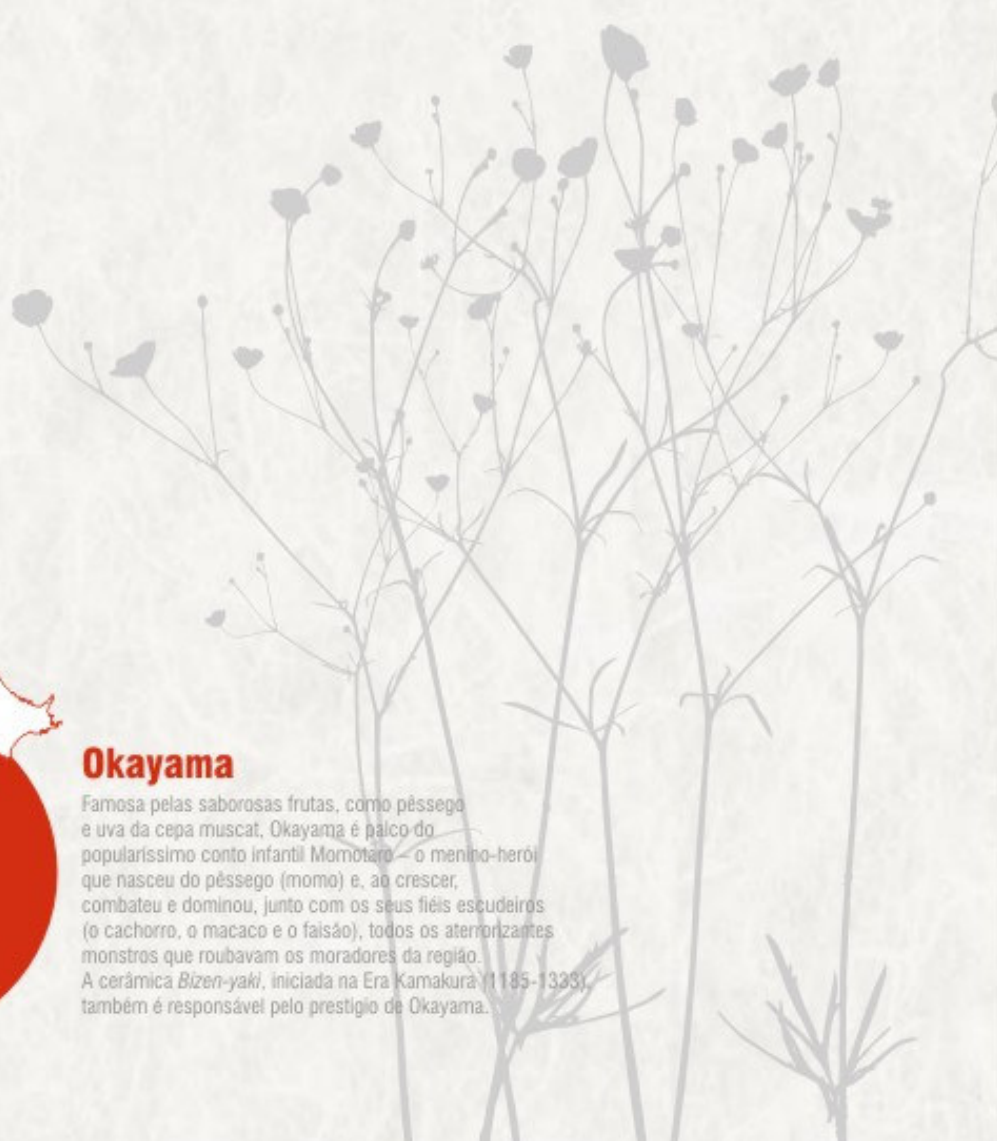 Okayama
Famosa pelas saborosas frutas, como pêssego
e uva da cepa muscat, Okayama é palco do
popularíssimo conto infantil Momotaro – o menino-herói
que nasceu do pêssego (momo) e, ao crescer,
combateu e dominou, junto com os seus fiéis escudeiros
(o cachorro, o macaco e o faisão), todos os aterrorizantes
monstros que roubavam os moradores da região.
A cerâmica Bizen-yaki, iniciada na Era Kamakura (1185-1333),
também é responsável pelo prestígio de Okayama.